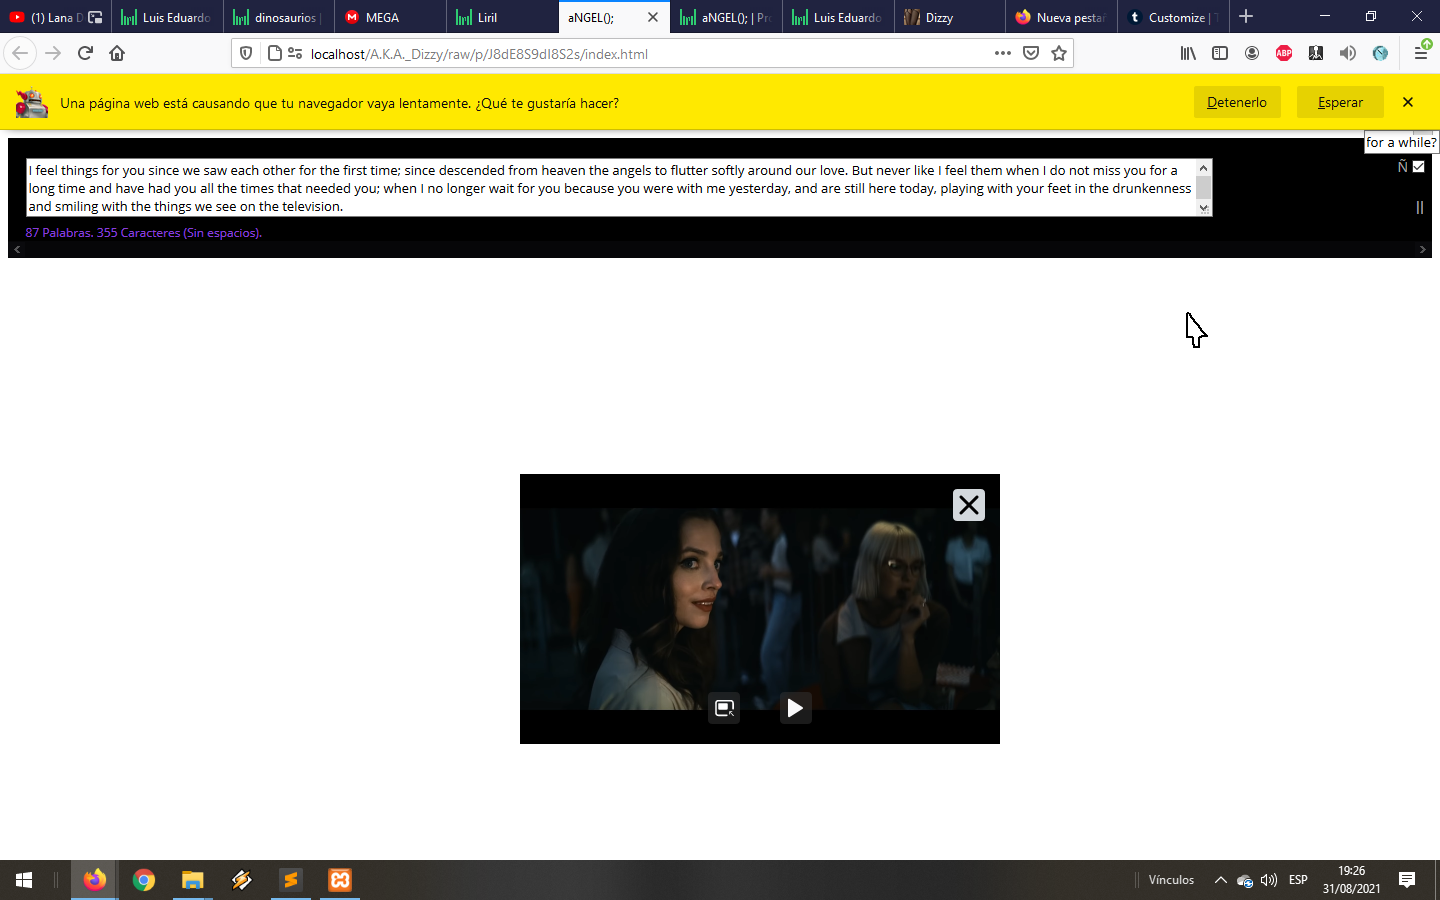 (1) Lana D
Luis Eduardo
dinosaurios |
MEGA
Liril
aNGEL();
aNGEL(); | Pro
Luis Eduardo
Dizzy
Nueva pestañ
Customize | T
localhost/A.K.A._Dizzy/raw/p/J8dE8S9dI8S2s/index.html
ABP
Una página web está causando que tu navegador vaya lentamente. ¿Qué te gustaría hacer?
Detenerlo
Esperar
for a while?
I feel things for you since we saw each other for the first time; since descended from heaven the angels to flutter softly around our love. But never like I feel them when I do not miss you for a
long time and have had you all the times that needed you; when I no longer wait for you because you were with me yesterday, and are still here today, playing with your feet in the drunkenness
and smiling with the things we see on the television.
Ñ
87 Palabras. 355 Caracteres (Sin espacios).
Vínculos
ESP
19:26
31/08/2021